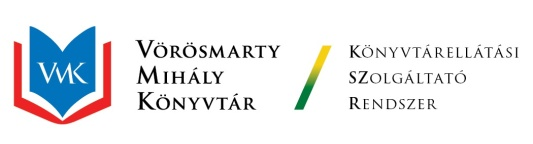 VMK
Vörösmarty
Mihály
Könyvtár
Könyvtárellátási
SZolgáltató
Rendszer